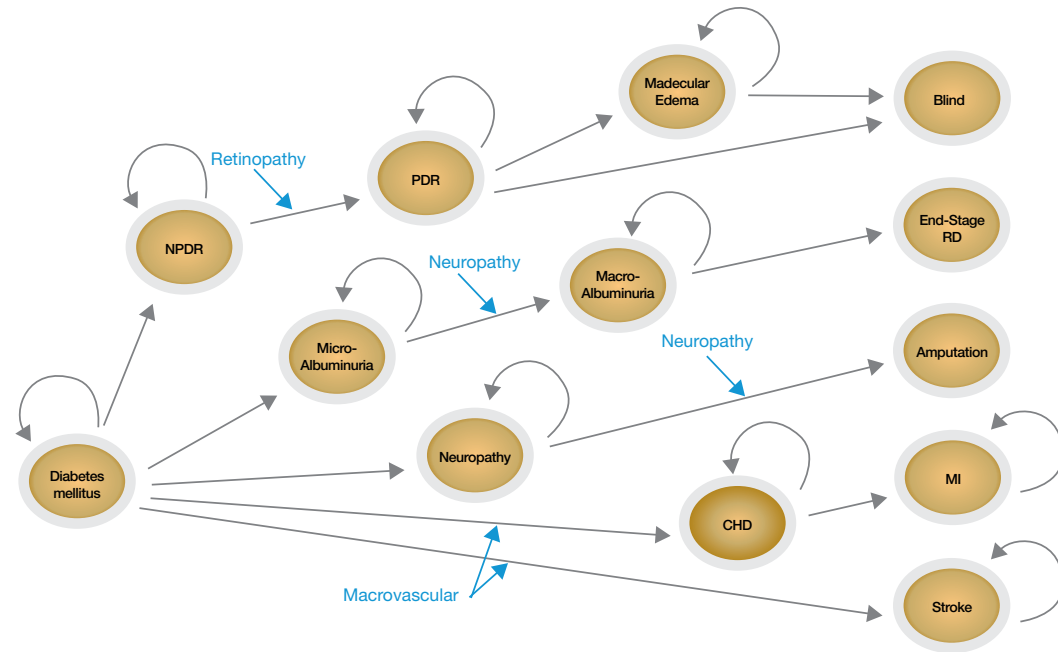 Madecular
Edema
Blind
Retinopathy
PDR
End-Stage
RD
NPDR
Neuropathy
Macro-
Albuminuria
Neuropathy
Micro-
Albuminuria
Amputation
Neuropathy
Diabetes
mellitus
MI
CHD
Macrovascular
Stroke